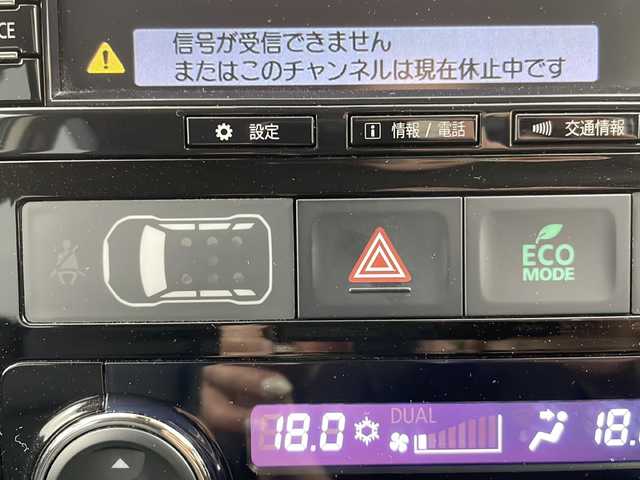 信号が受信できません
またはこのチャンネルは現在休止中です
設定
情報 / 電話
交通情報
ECO
MODE
DUAL
18.0